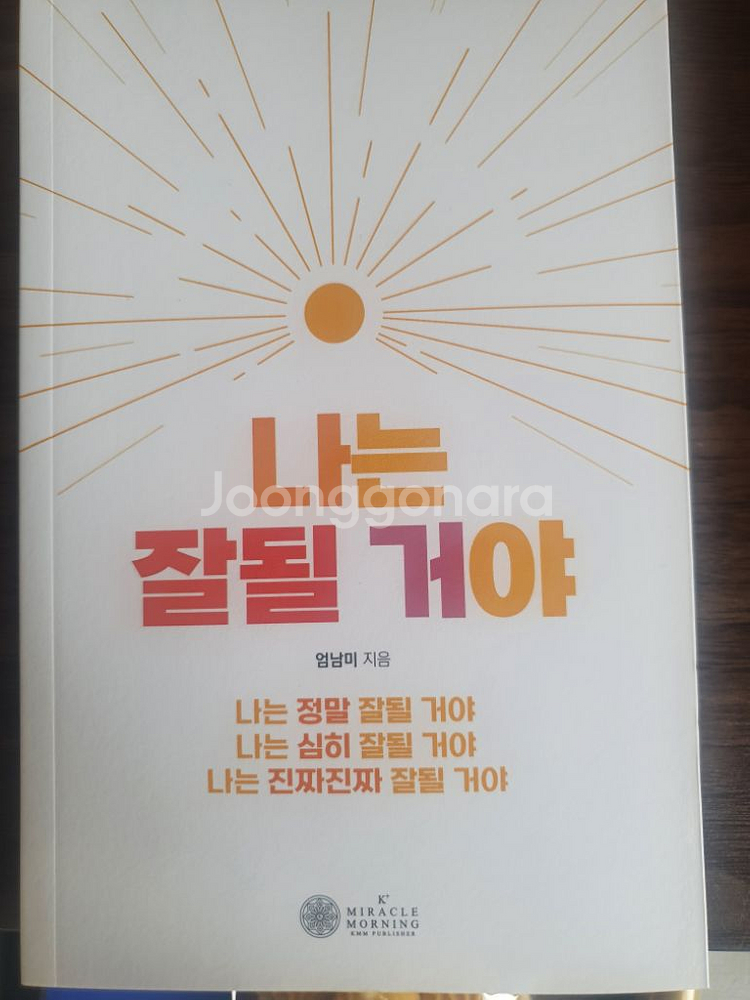 나는
Joonggonara
잘될 거야
엄남미 지음
나는 정말 잘될 거야
나는 심히 잘될 거야
나는 진짜진짜 잘될 거야
K+
MIRACLE
MORNING
KMM PUBLISHER